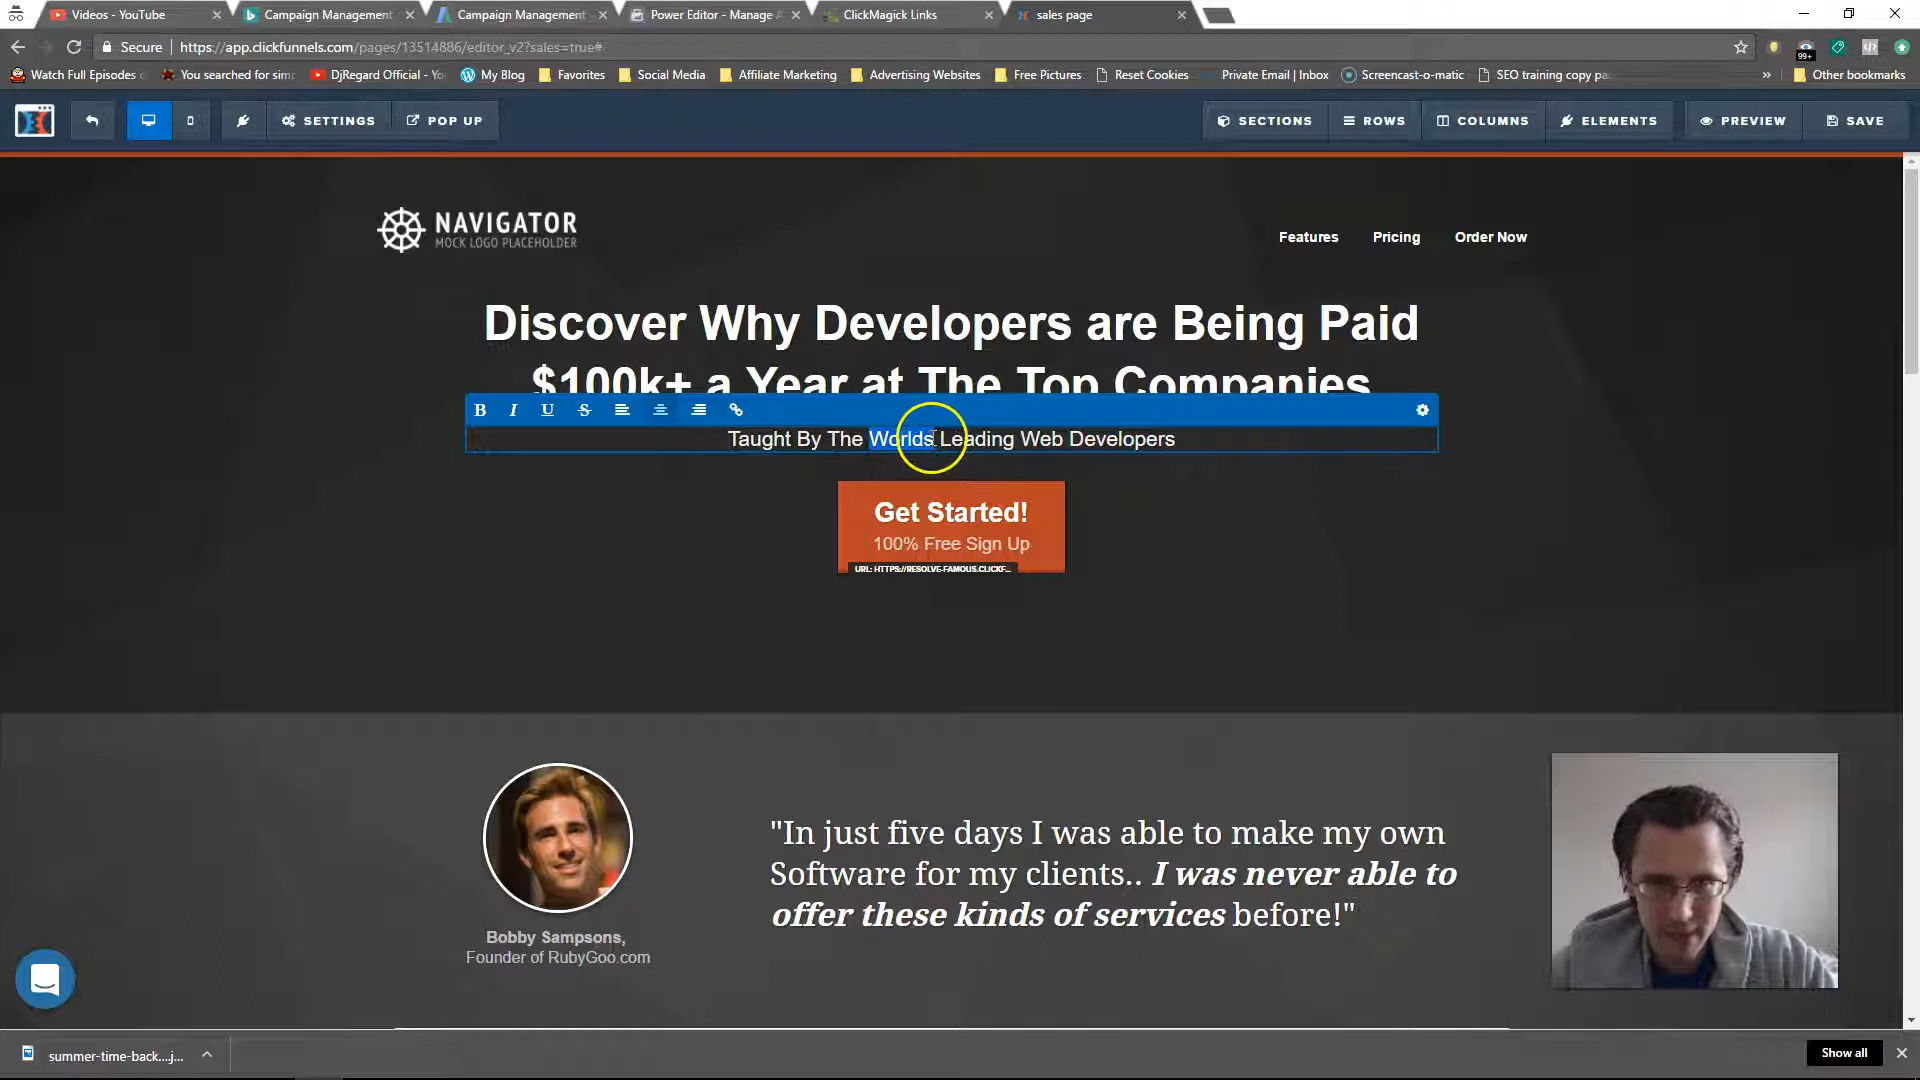 Videos - YouTube
Campaign Management
Campaign Management
Power Editor - Manage A
ClickMagick Links
sales page
Secure
https://app.clickfunnels.com/pages/13514886/editor_v2?sales=true#
99+
Watch Full Episodes o
You searched for sim
DjRegard Official - Yo
My Blog
Favorites
Social Media
Affiliate Marketing
Advertising Websites
Free Pictures
Reset Cookies
Private Email | Inbox
Screencast-o-matic
SEO training copy pa
»
Other bookmarks
SETTINGS
POP UP
SECTIONS
ROWS
COLUMNS
ELEMENTS
PREVIEW
SAVE
NAVIGATOR
MOCK LOGO PLACEHOLDER
Features
Pricing
Order Now
Discover Why Developers are Being Paid
$100k+ a Year at The Top Companies
B I U S
Taught By The Worlds Leading Web Developers
Get Started!
100% Free Sign Up
URL: HTTPS://RESOLVE-FAMOUS.CLICKF...
"In just five days I was able to make my own
Software for my clients.. I was never able to
offer these kinds of services before!"
Bobby Sampsons,
Founder of RubyGoo.com
summer-time-back....j...
Show all